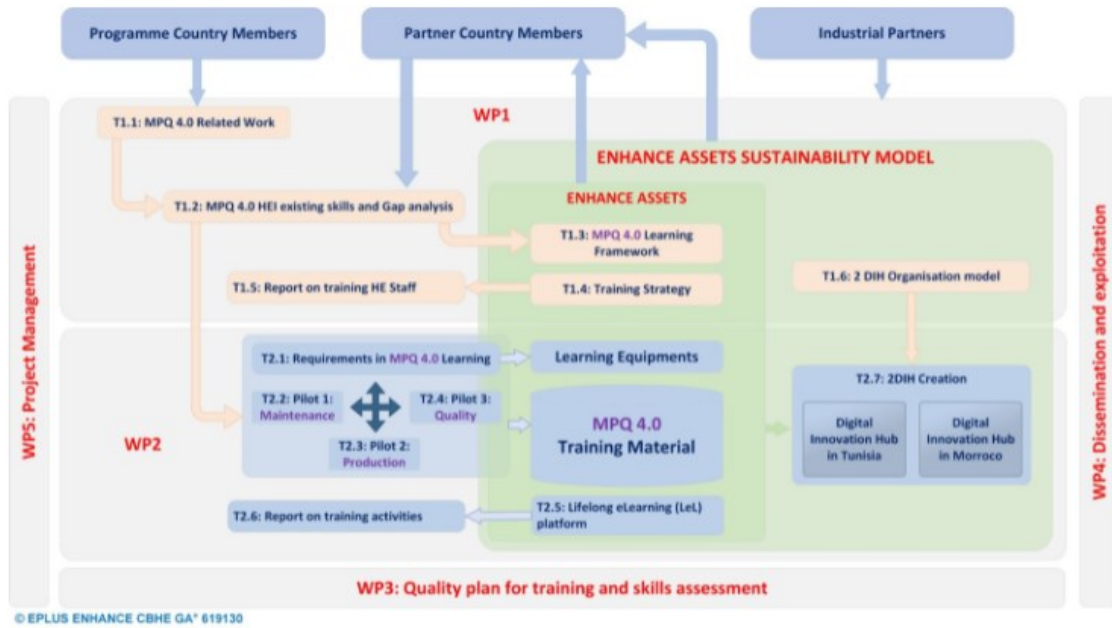 Programme Country Members
Partner Country Members
Industrial Partners
WP1
T1.1: MPQ 4.0 Related Work
ENHANCE ASSETS SUSTAINABILITY MODEL
ENHANCE ASSETS
T1.2: MPQ 4.0 HEI existing skills and Gap analysis
T1.3: MPQ 4.0 Learning
Framework
T1.5: Report on training HE Staff
T1.4: Training Strategy
T1.6: 2 DIH Organisation model
WP5: Project Management
WP4: Dissemination and exploitation
WP2
T2.1: Requirements in MPQ 4.0 Learning
Learning Equipments
T2.2: Pilot 1:
Maintenance
T2.4: Pilot 3:
Quality
T2.3: Pilot 2:
Production
MPQ 4.0
Training Material
T2.7: 2DIH Creation
Digital
Innovation Hub
in Tunisia
Digital
Innovation Hub
in Morroco
T2.6: Report on training activities
T2.5: Lifelong eLearning (LeL)
platform
WP3: Quality plan for training and skills assessment
© EPLUS ENHANCE CBHE GA° 619130